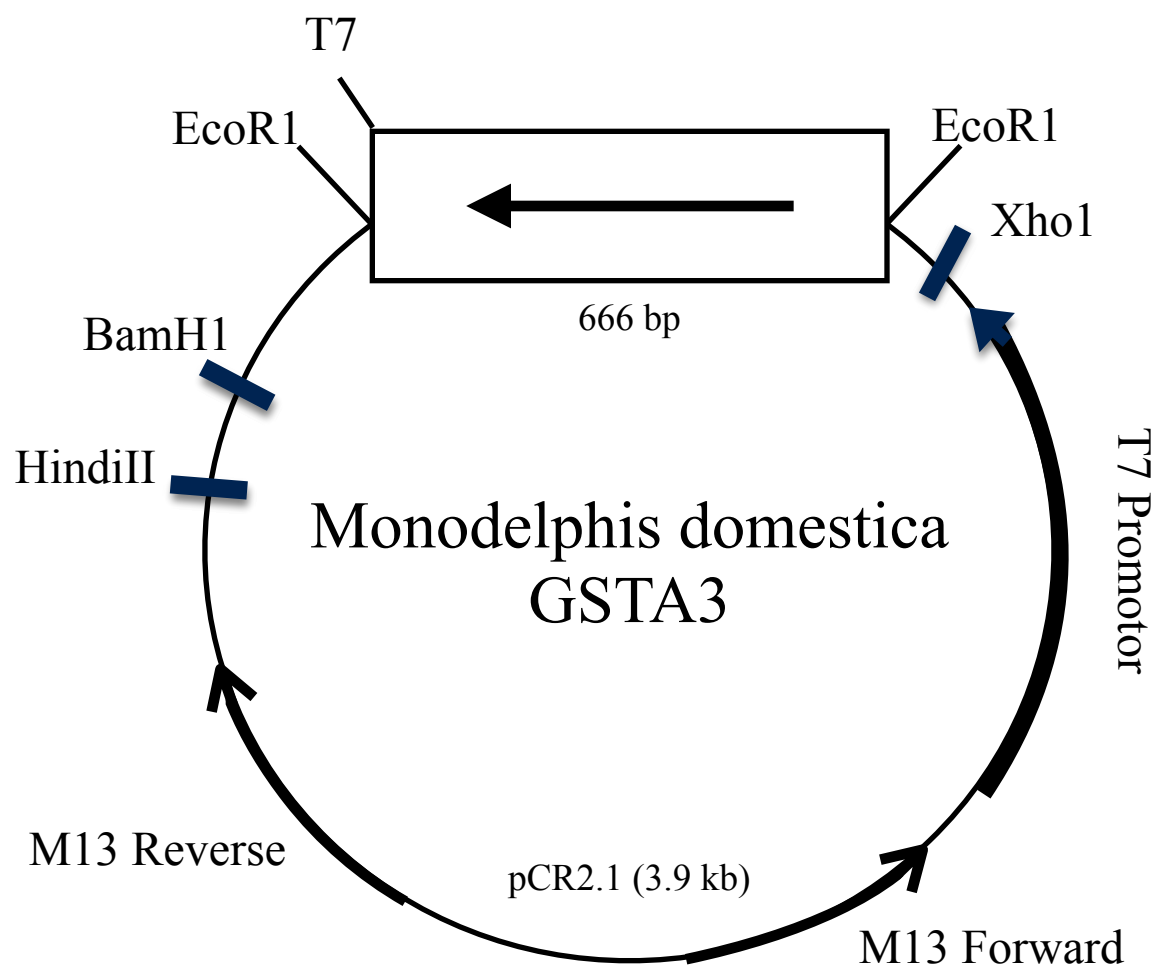 T7
EcoR1
EcoR1
Xho1
666 bp
BamH1
HindiII
T7 Promotor
Monodelphis domestica
GSTA3
M13 Reverse
pCR2.1 (3.9 kb)
M13 Forward